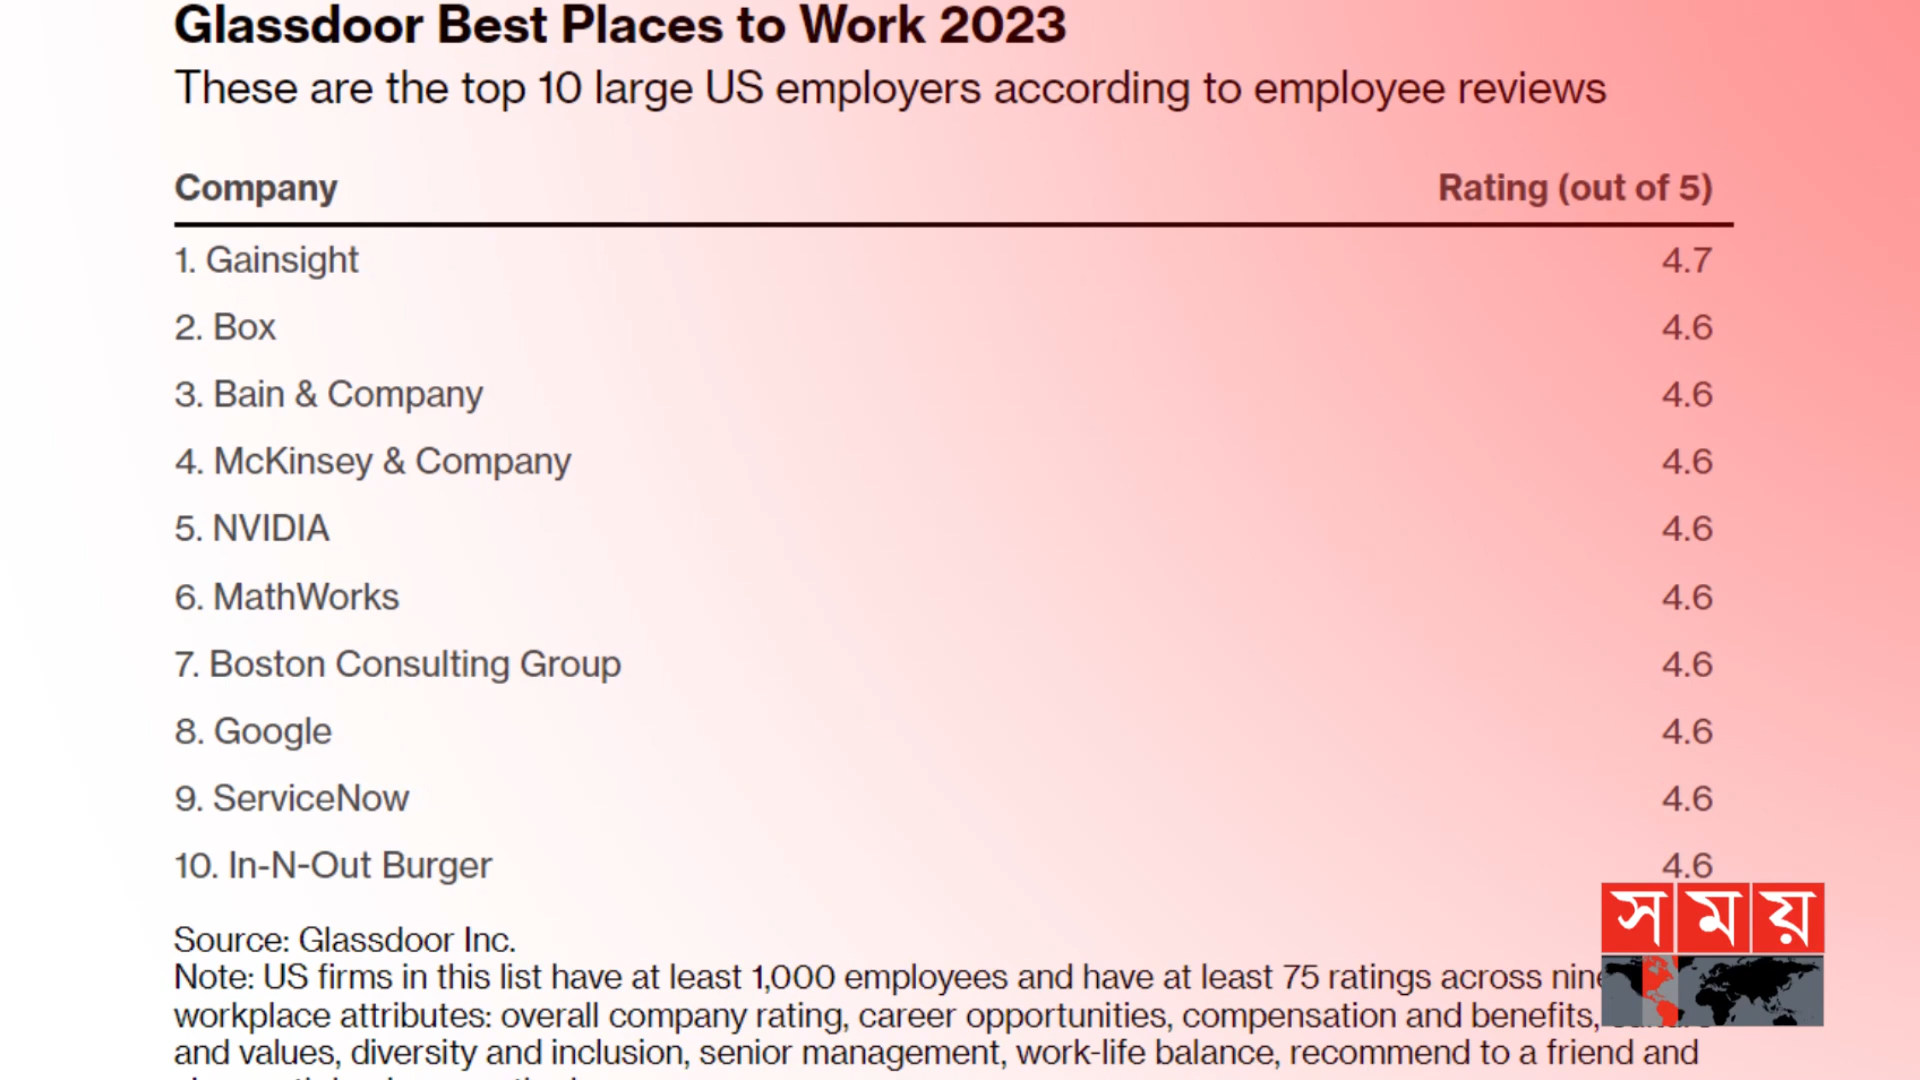 Glassdoor Best Places to Work 2023
These are the top 10 large US employers according to employee reviews
Company Rating (out of 5)
1. Gainsight 4.7
2. Box 4.6
3. Bain & Company 4.6
4. McKinsey & Company 4.6
5. NVIDIA 4.6
6. MathWorks 4.6
7. Boston Consulting Group 4.6
8. Google 4.6
9. ServiceNow 4.6
10. In-N-Out Burger 4.6
সময়
Source: Glassdoor Inc.
Note: US firms in this list have at least 1,000 employees and have at least 75 ratings across nine
workplace attributes: overall company rating, career opportunities, compensation and benefits,
and values, diversity and inclusion, senior management, work-life balance, recommend to a friend and